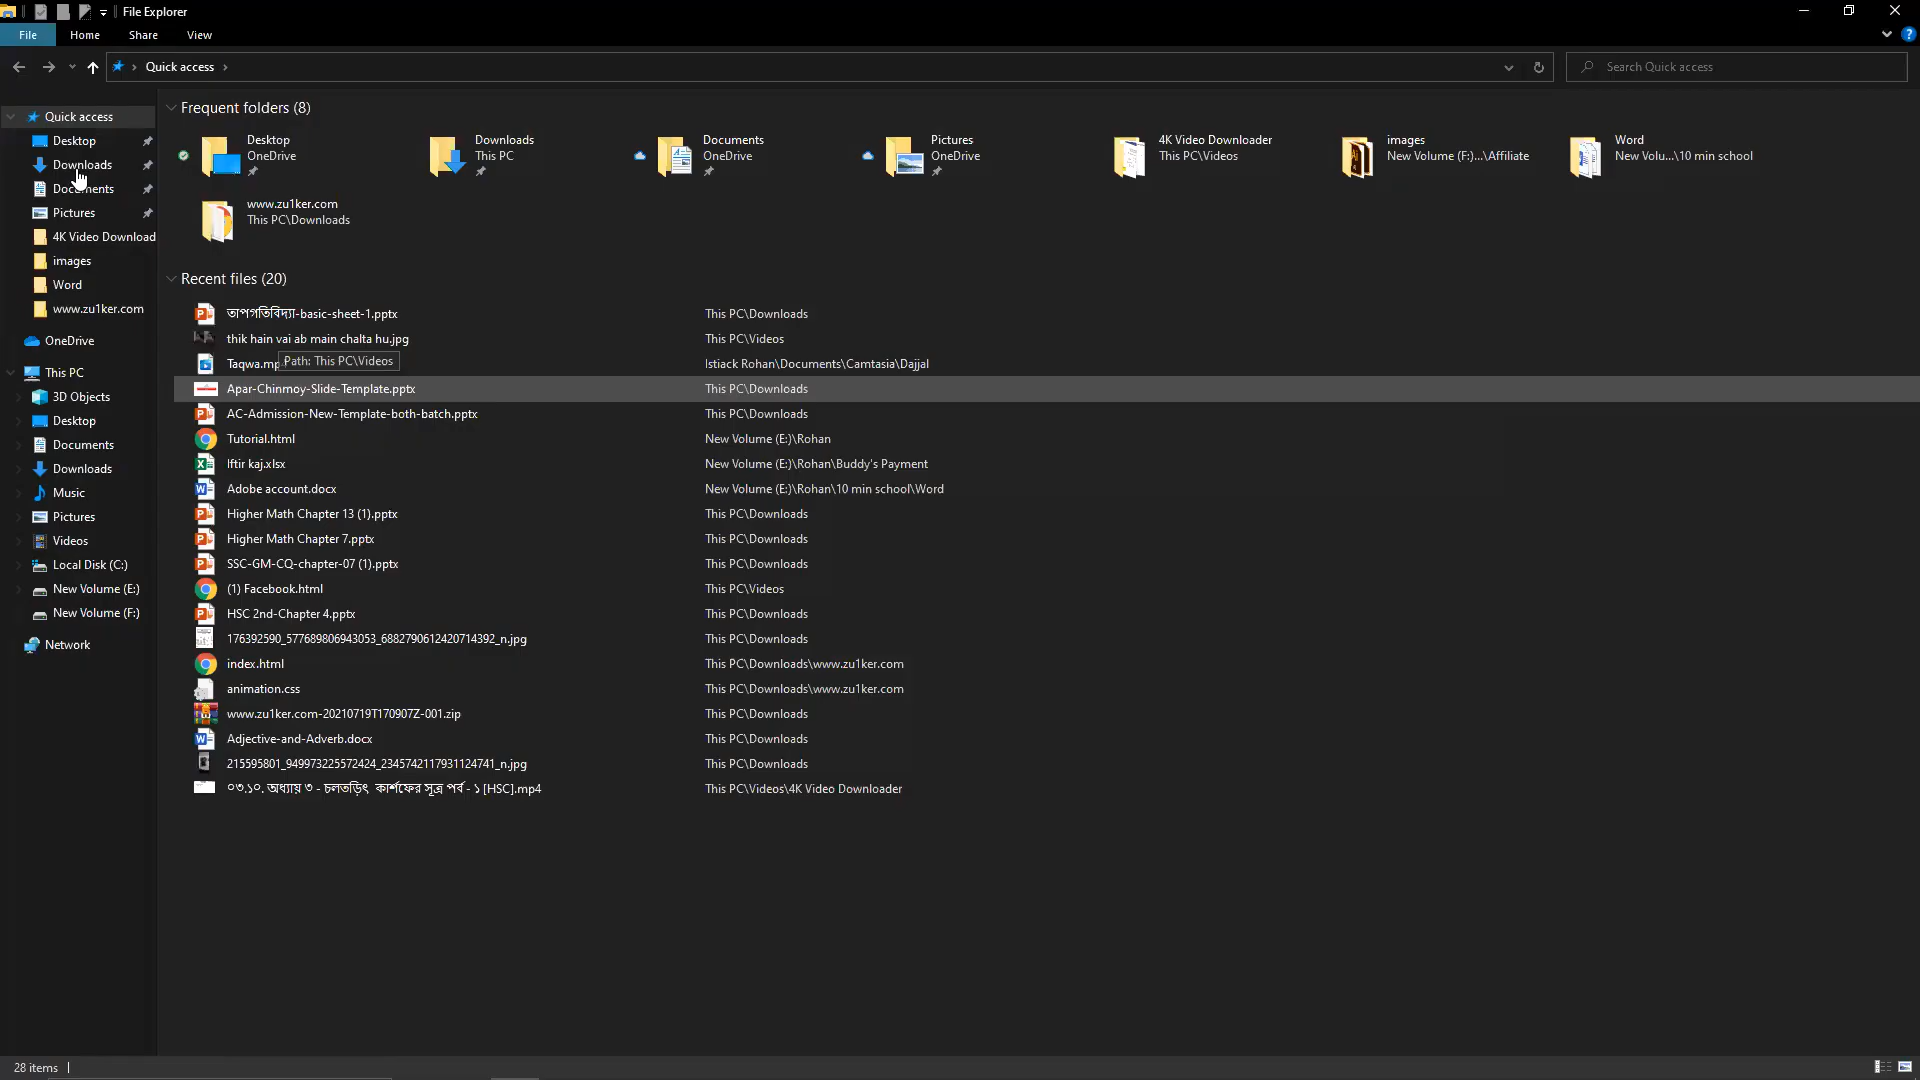 File Explorer
File Home Share View
Quick access
Search Quick access
Quick access
Desktop
Downloads
Documents
Pictures
4K Video Download
images
Word
www.zu1ker.com
OneDrive
This PC
3D Objects
Desktop
Documents
Downloads
Music
Pictures
Videos
Local Disk (C:)
New Volume (E:)
New Volume (F:)
Network
Frequent folders (8)
Desktop
OneDrive
Downloads
This PC
Documents
OneDrive
Pictures
OneDrive
4K Video Downloader
This PC\Videos
images
New Volume (F:)...\Affiliate
Word
New Volu...\10 min school
www.zu1ker.com
This PC\Downloads
Recent files (20)
তাপগতিবিদ্যা-basic-sheet-1.pptx This PC\Downloads
thik hain vai ab main chalta hu.jpg This PC\Videos
Taqwa.mp Istiack Rohan\Documents\Camtasia\Dajjal
Path: This PC\Videos
Apar-Chinmoy-Slide-Template.pptx This PC\Downloads
AC-Admission-New-Template-both-batch.pptx This PC\Downloads
Tutorial.html New Volume (E:)\Rohan
Iftir kaj.xlsx New Volume (E:)\Rohan\Buddy's Payment
Adobe account.docx New Volume (E:)\Rohan\10 min school\Word
Higher Math Chapter 13 (1).pptx This PC\Downloads
Higher Math Chapter 7.pptx This PC\Downloads
SSC-GM-CQ-chapter-07 (1).pptx This PC\Downloads
(1) Facebook.html This PC\Videos
HSC 2nd-Chapter 4.pptx This PC\Downloads
176392590_577689806943053_6882790612420714392_n.jpg This PC\Downloads
index.html This PC\Downloads\www.zu1ker.com
animation.css This PC\Downloads\www.zu1ker.com
www.zu1ker.com-20210719T170907Z-001.zip This PC\Downloads
Adjective-and-Adverb.docx This PC\Downloads
215595801_949973225572424_2345742117931124741_n.jpg This PC\Downloads
০৩.১০. অধ্যায় ৩ - চলতড়িৎ কার্শফের সূত্র পর্ব - ১ [HSC].mp4 This PC\Videos\4K Video Downloader
28 items